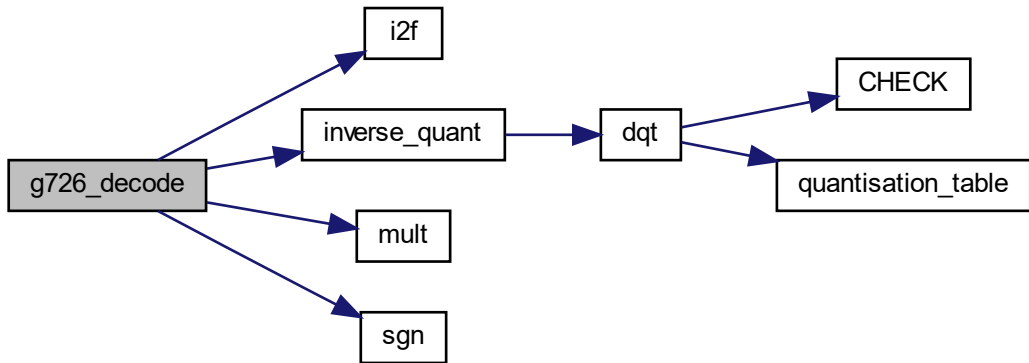 g726_decode
i2f
inverse_quant
mult
sgn
dqt
CHECK
quantisation_table